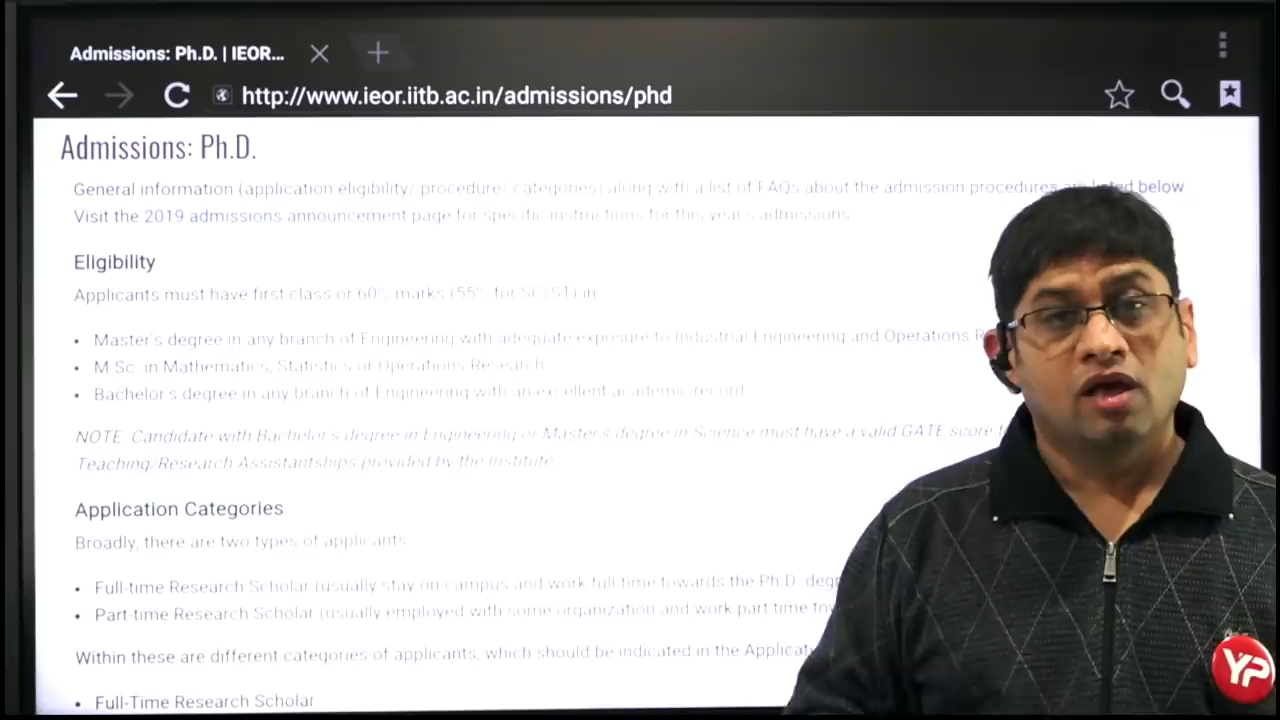 Admissions: Ph.D. | IEOR...
http://www.ieor.iitb.ac.in/admissions/phd
Admissions: Ph.D.
General information (application eligibility/ procedure/ categories) along with a list of FAQs about the admission procedures are listed below.
Visit the 2019 admissions announcement page for specific instructions for this year's admissions.
Eligibility
Applicants must have first class or 60% marks (55% for SC/ST) in
• Master's degree in any branch of Engineering with adequate exposure to Industrial Engineering and Operations
• M.Sc. in Mathematics, Statistics or Operations Research
• Bachelor's degree in any branch of Engineering with an excellent academic record
NOTE: Candidate with Bachelor's degree in Engineering or Master's degree in Science must have a valid GATE score
Teaching/Research Assistantships provided by the Institute
Application Categories
Broadly, there are two types of applicants
• Full-time Research Scholar (usually stay on campus and work full time towards the Ph.D.
• Part-time Research Scholar (usually employed with some organization and work part time
Within these are different categories of applicants, which should be indicated in the
• Full-Time Research Scholar
YP